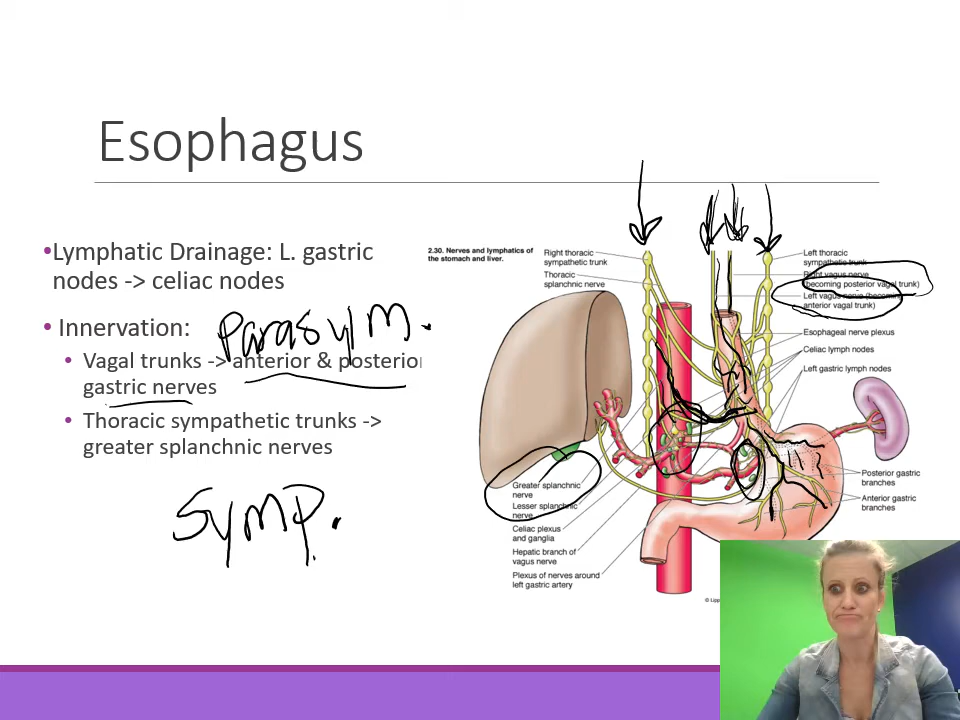 Esophagus
•Lymphatic Drainage: L. gastric
nodes -> celiac nodes
• Innervation:
Parasym.
• Vagal trunks -> anterior & posterior
gastric nerves
• Thoracic sympathetic trunks ->
greater splanchnic nerves
Symp.
2.30. Nerves and lymphatics of
the stomach and liver.
Right thoracic
sympathetic trunk
Thoracic
splanchnic nerve
Greater splanchnic
nerve
Lesser splanchnic
nerve
Celiac plexus
and ganglia
Hepatic branch of
vagus nerve
Plexus of nerves around
left gastric artery
Left thoracic
sympathetic trunk
Right vagus nerve
(becoming posterior vagal trunk)
Left vagus nerve (becoming
anterior vagal trunk)
Esophageal nerve plexus
Celiac lymph nodes
Left gastric lymph nodes
Posterior gastric
branches
Anterior gastric
branches
© Lipp